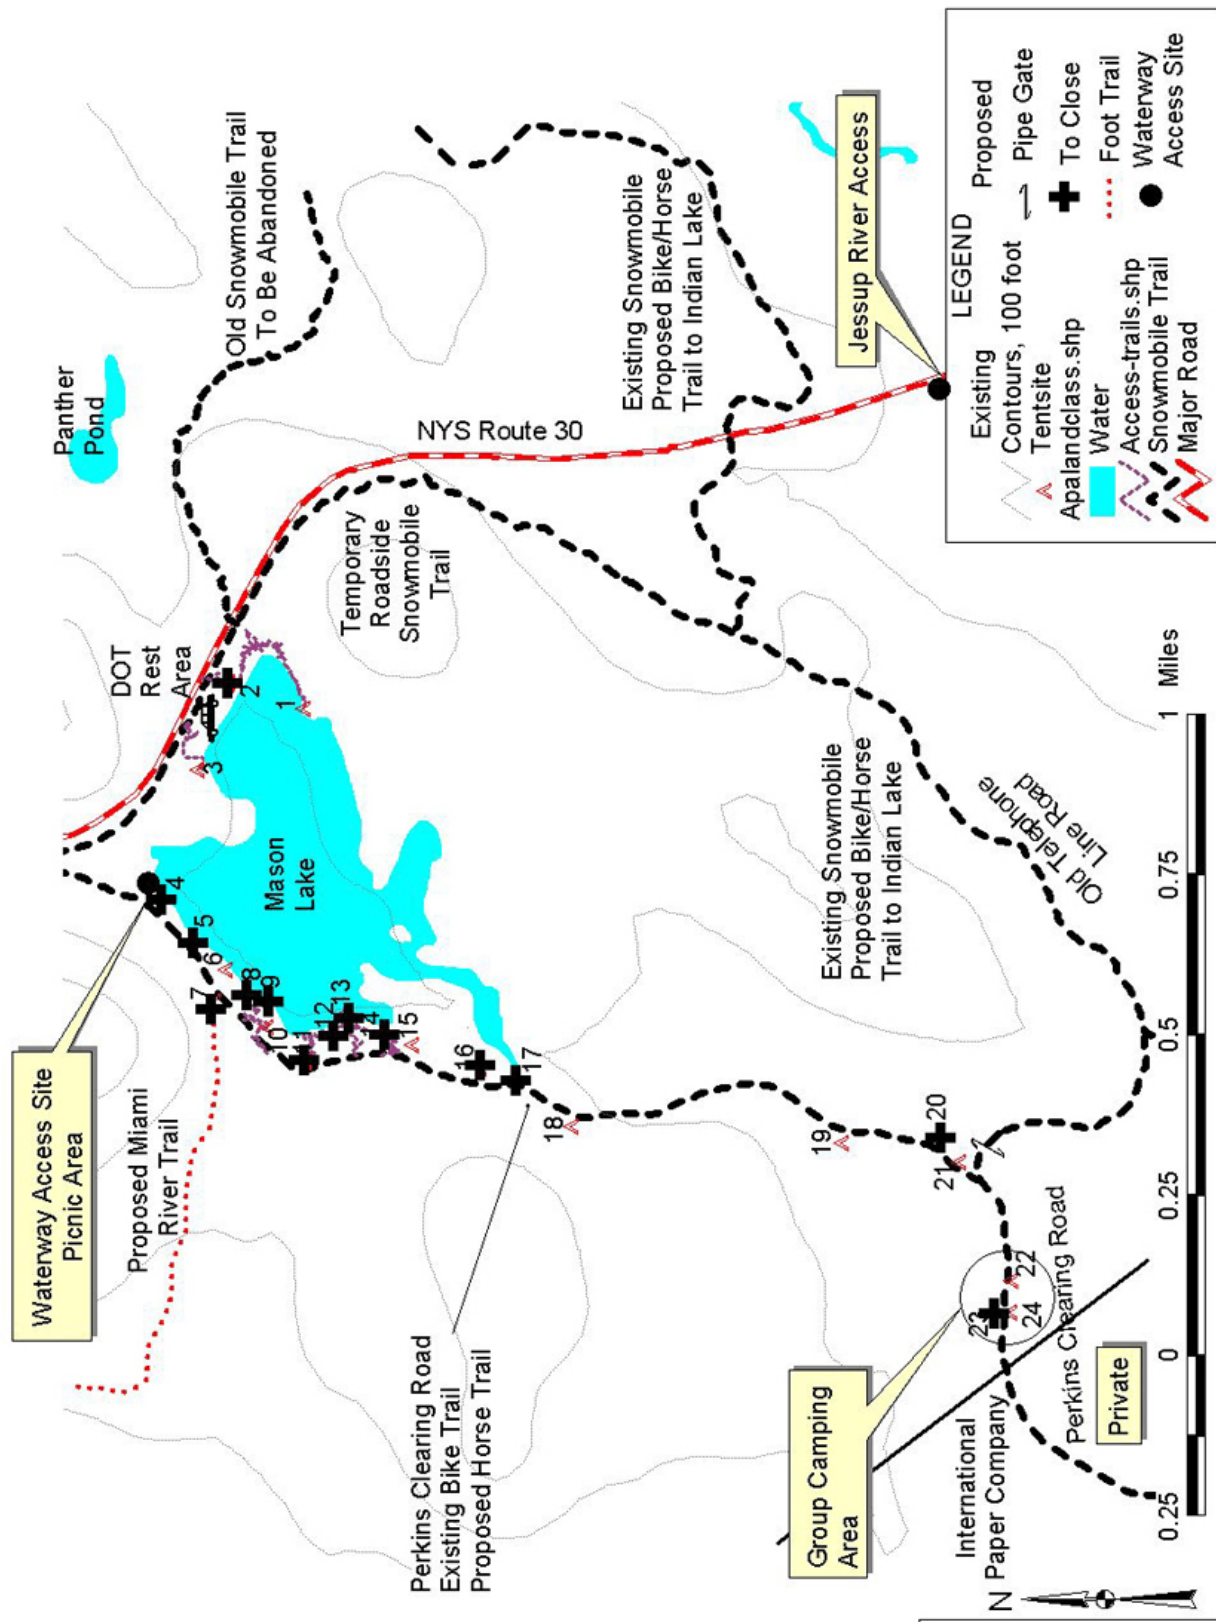 Waterway Access Site
Picnic Area
Proposed Miami
River Trail
DOT
Rest
Area
Panther
Pond
Old Snowmobile Trail
To Be Abandoned
Temporary
Roadside
Snowmobile
Trail
NYS Route 30
Mason
Lake
1
2
3
4
5
6
7
8
9
10
11
12
13
14
15
16
17
18
19
20
21
22
23
24
Existing Snowmobile
Proposed Bike/Horse
Trail to Indian Lake
Jessup River Access
Perkins Clearing Road
Existing Bike Trail
Proposed Horse Trail
Existing Snowmobile
Proposed Bike/Horse
Trail to Indian Lake
Old Telephone
Line Road
Group Camping
Area
International
Paper Company
Perkins Clearing Road
Private
N
0.25
0
0.25
0.5
0.75
1
Miles
LEGEND
Existing
Contours, 100 foot
Tentsite
Apalandclass.shp
Water
Access-trails.shp
Snowmobile Trail
Major Road
Proposed
Pipe Gate
To Close
Foot Trail
Waterway
Access Site